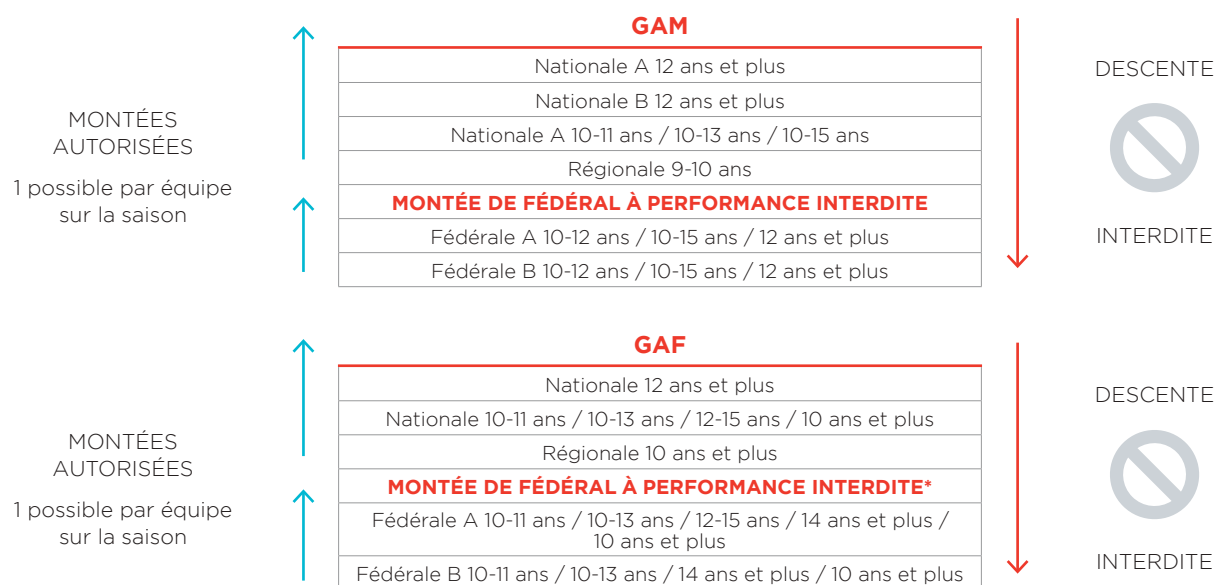 GAM
MONTÉES
AUTORISÉES
1 possible par équipe
sur la saison
Nationale A 12 ans et plus
Nationale B 12 ans et plus
Nationale A 10-11 ans / 10-13 ans / 10-15 ans
Régionale 9-10 ans
MONTÉE DE FÉDÉRAL À PERFORMANCE INTERDITE
Fédérale A 10-12 ans / 10-15 ans / 12 ans et plus
Fédérale B 10-12 ans / 10-15 ans / 12 ans et plus
DESCENTE
INTERDITE
GAF
MONTÉES
AUTORISÉES
1 possible par équipe
sur la saison
Nationale 12 ans et plus
Nationale 10-11 ans / 10-13 ans / 12-15 ans / 10 ans et plus
Régionale 10 ans et plus
MONTÉE DE FÉDÉRAL À PERFORMANCE INTERDITE*
Fédérale A 10-11 ans / 10-13 ans / 12-15 ans / 14 ans et plus /
10 ans et plus
Fédérale B 10-11 ans / 10-13 ans / 14 ans et plus / 10 ans et plus
DESCENTE
INTERDITE